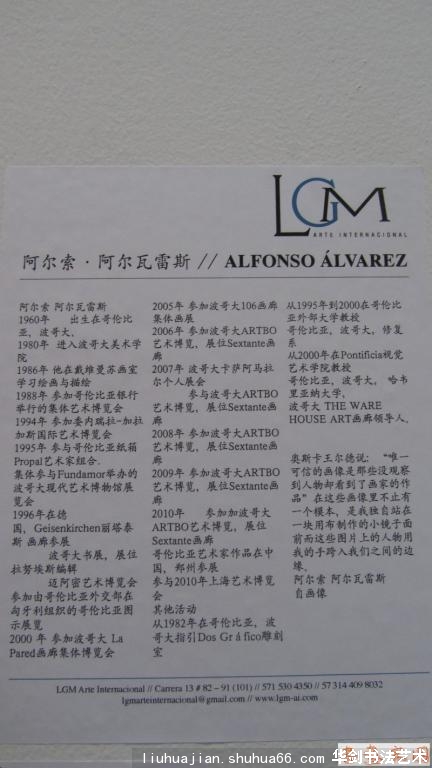 LGM
ARTE INTERNACIONAL
阿尔索·阿尔瓦雷斯 // ALFONSO ÁLVAREZ
阿尔索 阿尔瓦雷斯
1960年 出生在哥伦比
亚，波哥大，
1980年 进入波哥大美术学
院
1986年 他在戴维曼苏画室
学习绘画与描绘
1988年 参加哥伦比亚银行
举行的集体艺术博览会
1994年 参加委内瑞拉-加拉
加斯国际艺术博览会
1995年 参与哥伦比亚纸箱
Propal艺术家组合.
集体参与Fundamor举办的
波哥大现代艺术博物馆展
览会
1996年在德
国, Geisenkirchen丽塔泰
斯 画廊参展
波哥大书展，展位
拉努埃斯编辑
迈阿密艺术博览会
参加由哥伦比亚外交部在
匈牙利组织的哥伦比亚图
示展览
2000 年 参加波哥大 La
Pared画廊集体博览会
2005年 参加波哥大106画廊
集体画展
2006年 参加波哥大ARTBO
艺术博览，展位Sextante画
廊
2007年 波哥大卡萨阿马拉
尔个人展会
参与波哥大ARTBO
艺术博览，展位Sextante画
廊
2008年 参加波哥大ARTBO
艺术博览，展位Sextante画
廊
2009年 参加波哥大ARTBO
艺术博览，展位Sextante画
廊
2010年 参加加波哥大
ARTBO艺术博览，展位
Sextante画廊
哥伦比亚艺术家作品在中
国，郑州参展
参与2010年上海艺术博览
会
其他活动
从1982年在哥伦比亚，波
哥大指引Dos Gráfico雕刻
室
从1995年到2000在哥伦比
亚外部大学教授
哥伦比亚，波哥大，修复
系
从2000年在Pontificia视觉
艺术学院教授
哥伦比亚，波哥大， 哈韦
里亚纳大学，
波哥大 THE WARE
HOUSE ART画廊领导人.
奥斯卡王尔德说: “唯一
可信的画像是那些没观察
到人物却看到了画家的作
品” 在这些画像里不止有
一个模本，是我独自站在
一块用布制作的小镜子面
前而这些图片上的人物用
我的手跨入我们之间的边
缘。
阿尔索 阿尔瓦雷斯
自画像
LGM Arte Internacional // Carrera 13 # 82 – 91 (101) // 571 530 4350 // 57 314 409 8032
lgmarteinternacional@gmail.com // www.lgm-ai.com
liuhuajian.shuhua66.com 华剑书法艺术